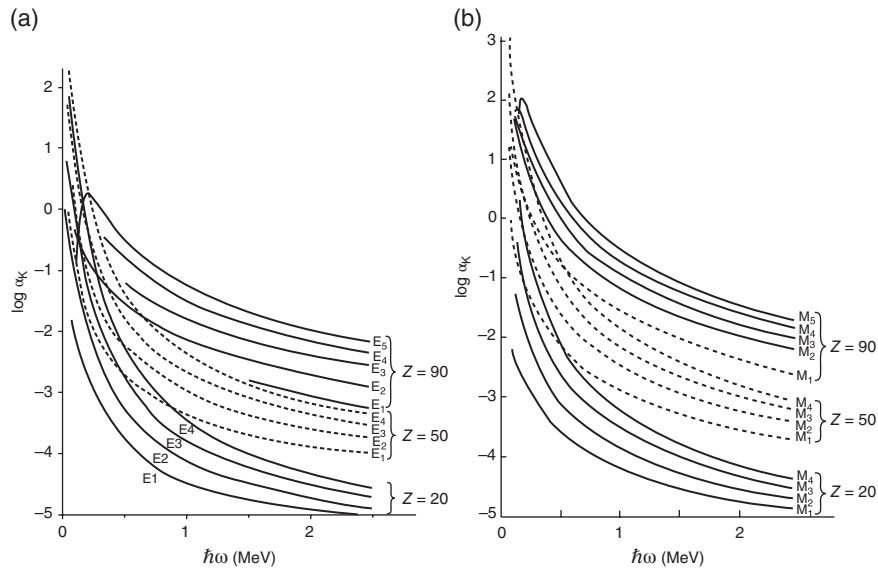 (a)
2
1
0
−1
−2
−3
−4
−5
log αK
0
1
2
ℏω (MeV)
E5
E4
E3
E2
E1
Z = 90
E4
E3
E2
E1
Z = 50
Z = 20
E4
E3
E2
E1
(b)
3
2
1
0
−1
−2
−3
−4
−5
log αK
0
1
2
ℏω (MeV)
M5
M4
M3
M2
M1
Z = 90
M4
M3
M2
M1
Z = 50
M4
M3
M2
M1
Z = 20